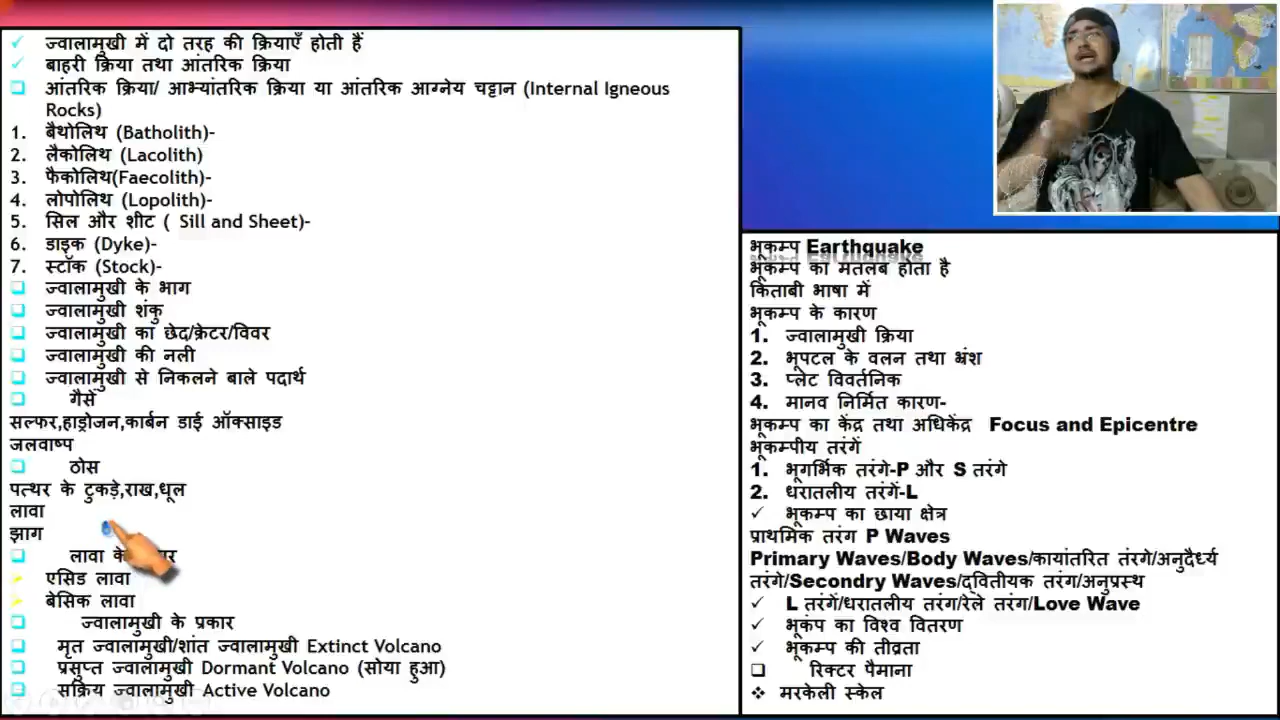 ज्वालामुखी में दो तरह की क्रियाएँ होती हैं
बाहरी क्रिया तथा आंतरिक क्रिया
आंतरिक क्रिया/ आभ्यांतरिक क्रिया या आंतरिक आग्नेय चट्टान (Internal Igneous
Rocks)
1. बैथोलिथ (Batholith)-
2. लैकोलिथ (Lacolith)
3. फैकोलिथ(Faecolith)-
4. लोपोलिथ (Lopolith)-
5. सिल और शीट ( Sill and Sheet)-
6. डाइक (Dyke)-
7. स्टॉक (Stock)-
ज्वालामुखी के भाग
ज्वालामुखी शंकु
ज्वालामुखी का छेद/क्रेटर/विवर
ज्वालामुखी की नली
ज्वालामुखी से निकलने बाले पदार्थ
गैसें
सल्फर,हाड्रोजन,कार्बन डाई ऑक्साइड
जलवाष्प
ठोस
पत्थर के टुकड़े,राख,धूल
लावा
झाग
लावा
एसिड लावा
बेसिक लावा
ज्वालामुखी के प्रकार
मृत ज्वालामुखी/शांत ज्वालामुखी Extinct Volcano
प्रसुप्त ज्वालामुखी Dormant Volcano (सोया हुआ)
सक्रिय ज्वालामुखी Active Volcano
भूकम्प Earthquake
भूकम्प का मतलब होता है
किताबी भाषा में
भूकम्प के कारण
1. ज्वालामुखी क्रिया
2. भूपटल के वलन तथा भ्रंश
3. प्लेट विवर्तनिक
4. मानव निर्मित कारण-
भूकम्प का केंद्र तथा अधिकेंद्र Focus and Epicentre
भूकम्पीय तरंगें
1. भूगर्भिक तरंगे-P और S तरंगे
2. धरातलीय तरंगें-L
भूकम्प का छाया क्षेत्र
प्राथमिक तरंग P Waves
Primary Waves/Body Waves/कायांतरित तंरगे/अनुदैर्ध्य
तरंगे/Secondry Waves/द्वितीयक तरंग/अनुप्रस्थ
L तरंगें/धरातलीय तरंग/रेले तरंग/Love Wave
भूकंप का विश्व वितरण
भूकम्प की तीव्रता
रिक्टर पैमाना
मरकेली स्केल